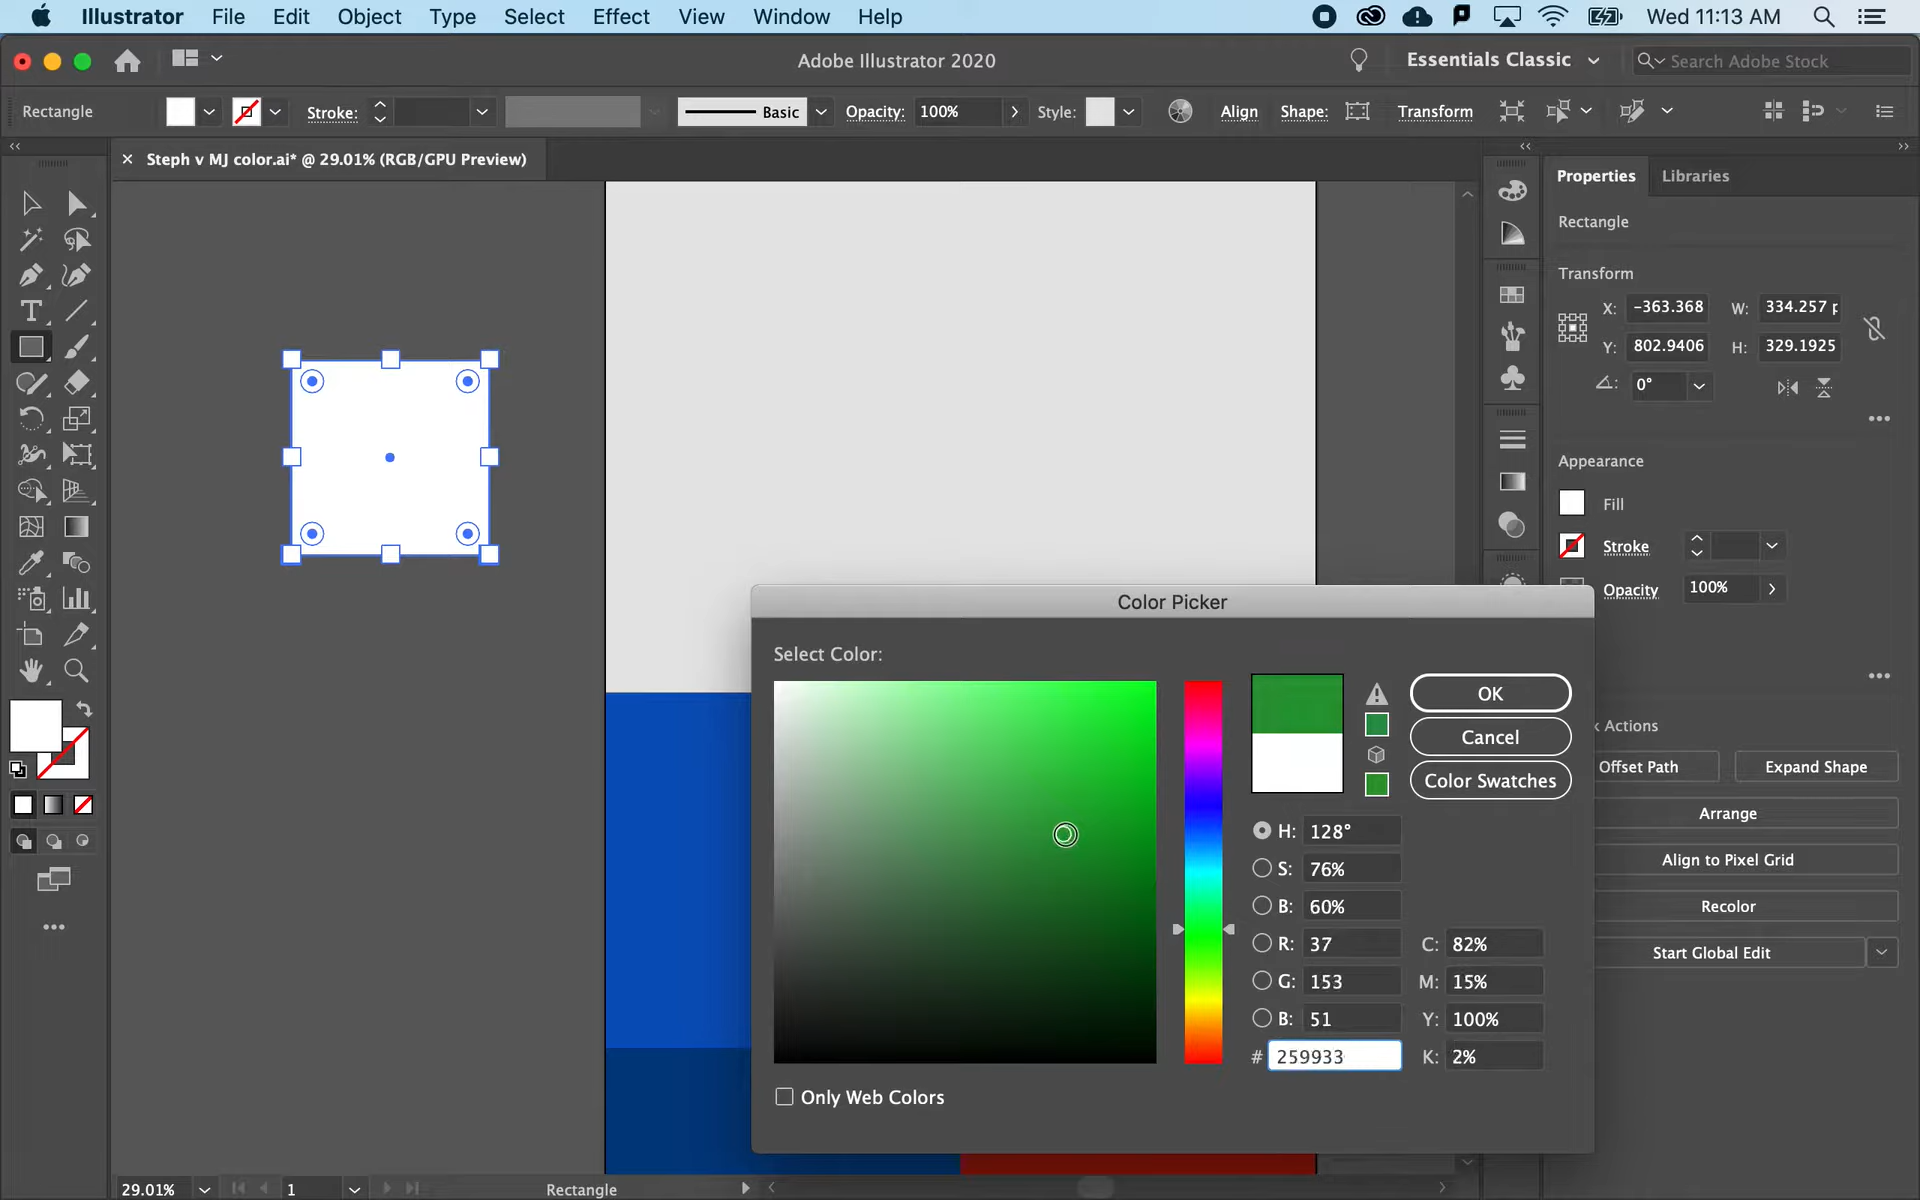 Illustrator File Edit Object Type Select Effect View Window Help Wed 11:13 AM
Adobe Illustrator 2020 Essentials Classic Search Adobe Stock
Rectangle Stroke: Basic Opacity: 100% Style: Align Shape: Transform
× Steph v MJ color.ai* @ 29.01% (RGB/GPU Preview)
Properties Libraries
Rectangle
Transform
X: -363.368 W: 334.257 p
Y: 802.9406 H: 329.1925
0°
Appearance
Fill
Stroke
Opacity 100%
Color Picker
Select Color:
OK
Cancel
Color Swatches
H: 128°
S: 76%
B: 60%
R: 37 C: 82%
G: 153 M: 15%
B: 51 Y: 100%
# 259933 K: 2%
Only Web Colors
k Actions
Offset Path Expand Shape
Arrange
Align to Pixel Grid
Recolor
Start Global Edit
29.01% 1 Rectangle